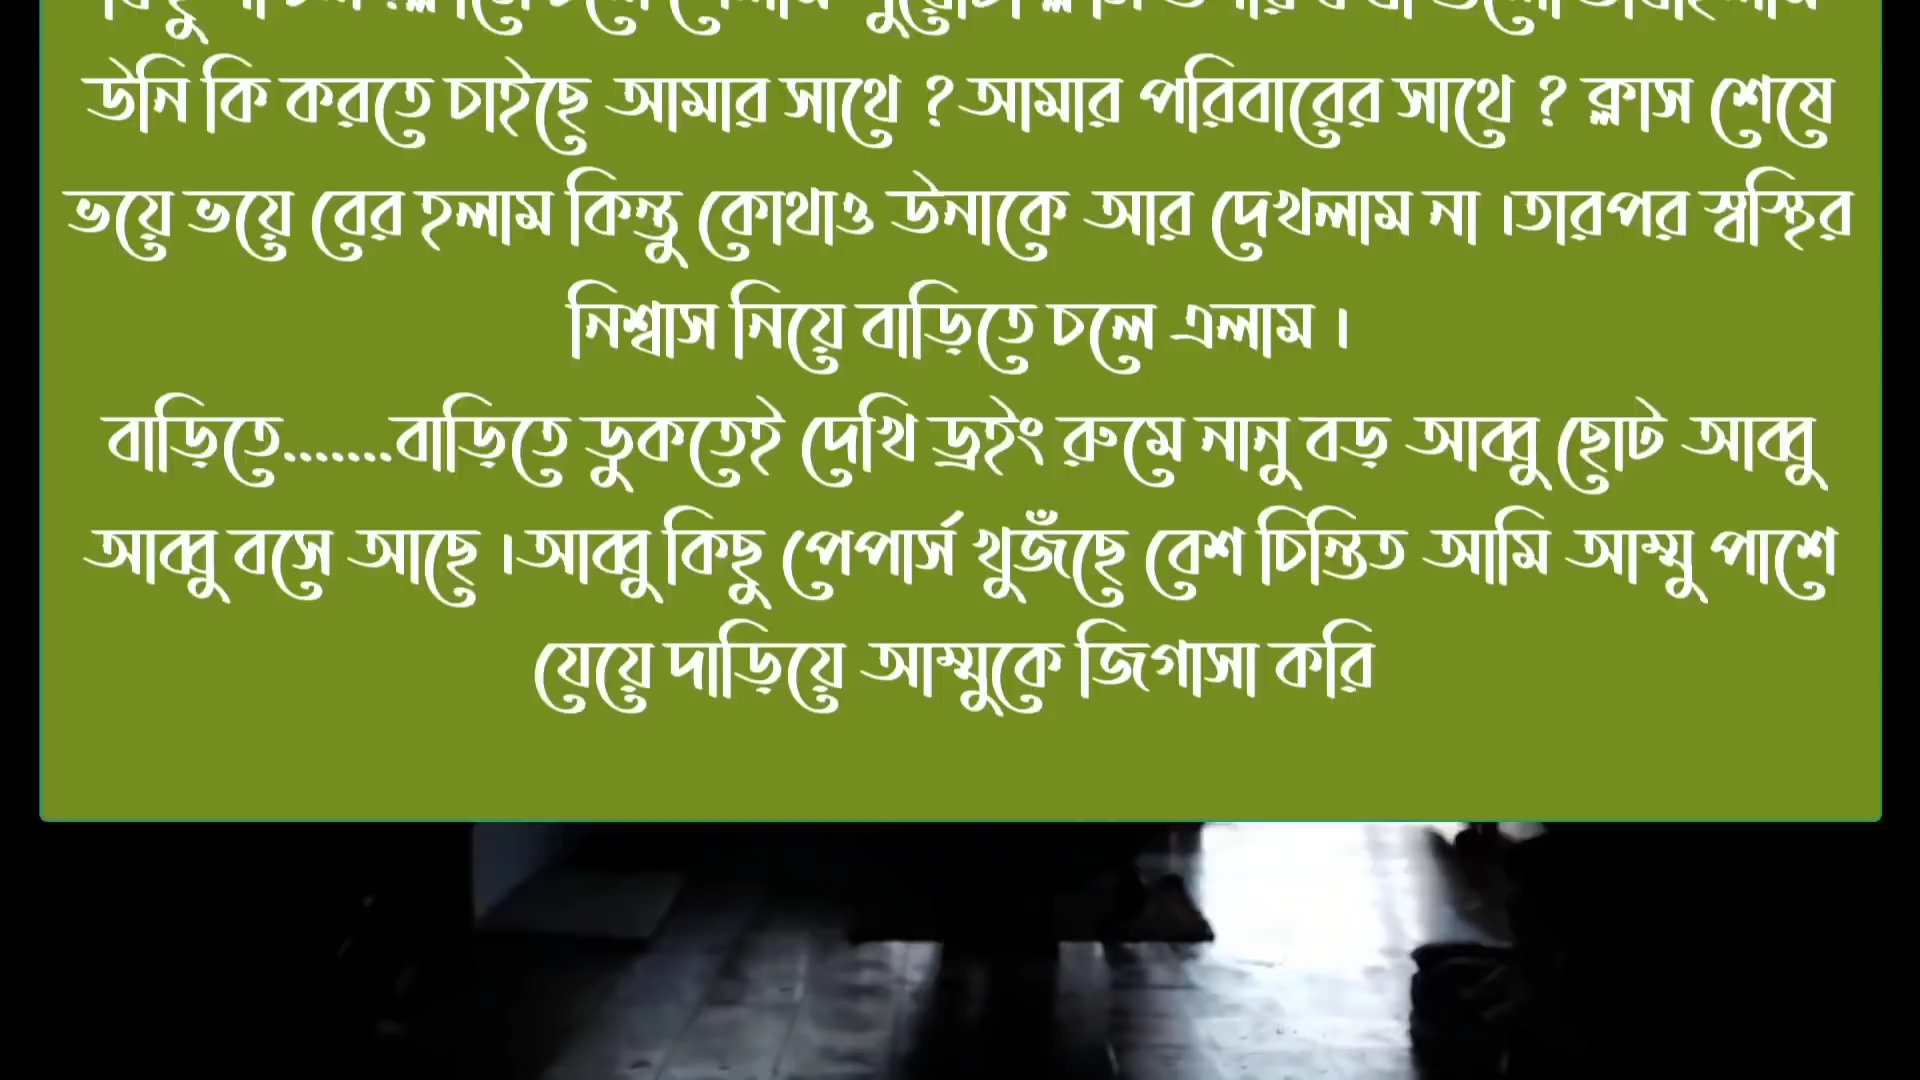 উনি কি করতে চাইছে আমার সাথে ? আমার পরিবারের সাথে ? ক্লাস শেষে
ভয়ে ভয়ে বের হলাম কিন্তু কোথাও উনাকে আর দেখলাম না ।তারপর স্বস্থির
নিশ্বাস নিয়ে বাড়িতে চলে এলাম ।
বাড়িতে.......বাড়িতে ডুকতেই দেখি ড্রইং রুমে নানু বড় আব্বু ছোট আব্বু
আব্বু বসে আছে ।আব্বু কিছু পেপার্স খুজঁছে বেশ চিন্তিত আমি আম্মু পাশে
যেয়ে দাড়িয়ে আম্মুকে জিগাসা করি